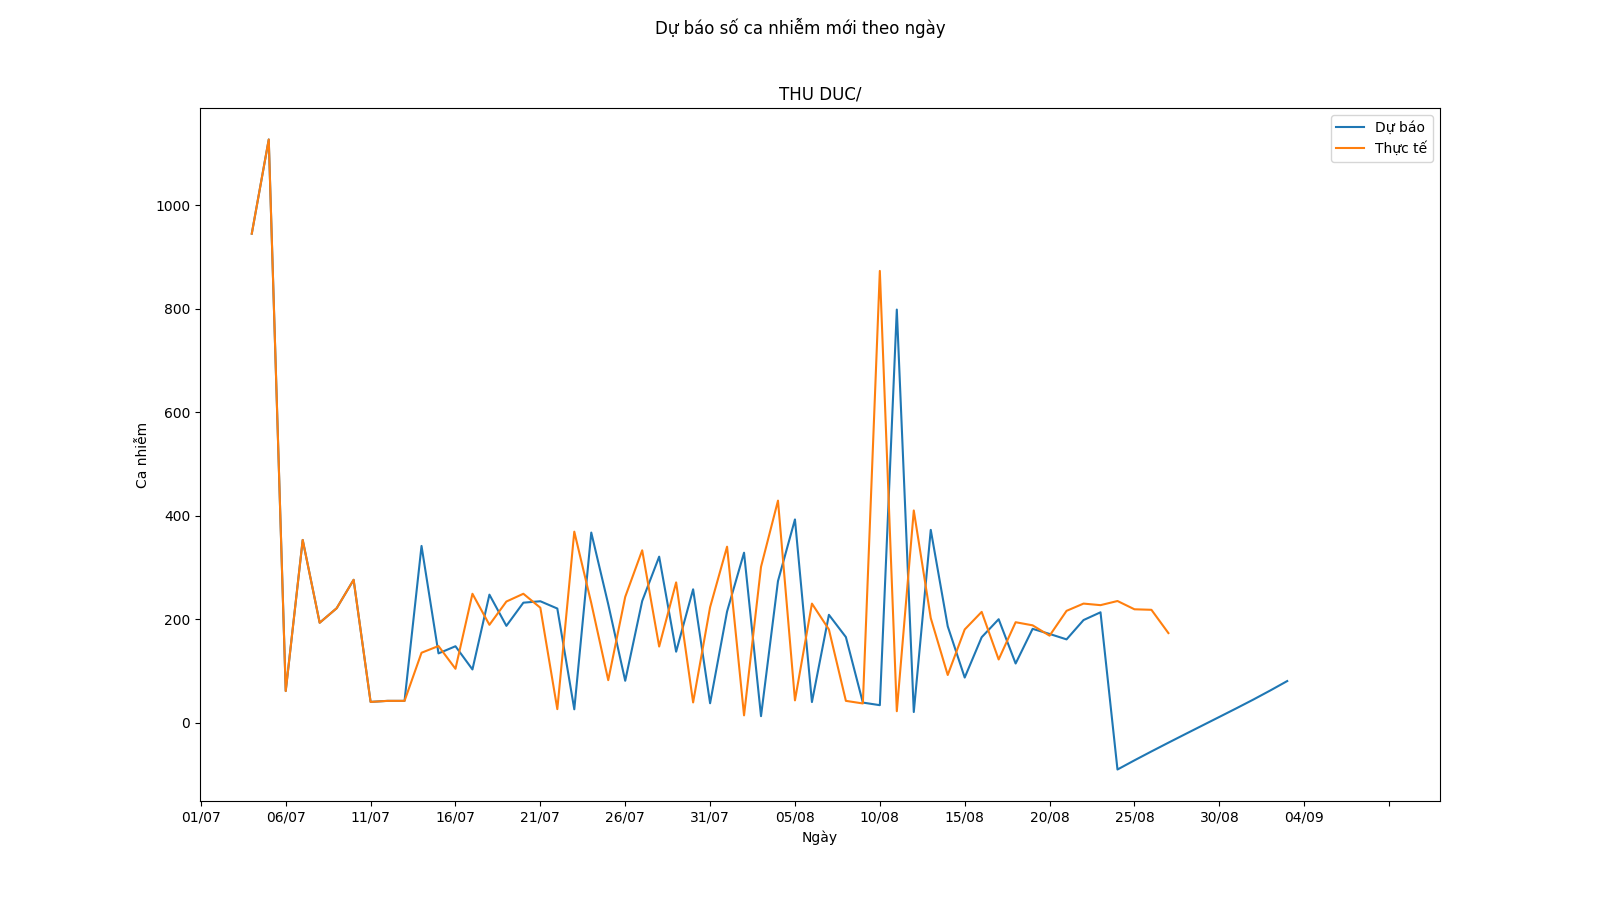 Dự báo số ca nhiễm mới theo ngày
THU DUC/
Dự báo
Thực tế
1000
800
600
400
200
0
Ca nhiễm
01/07 06/07 11/07 16/07 21/07 26/07 31/07 05/08 10/08 15/08 20/08 25/08 30/08 04/09
Ngày